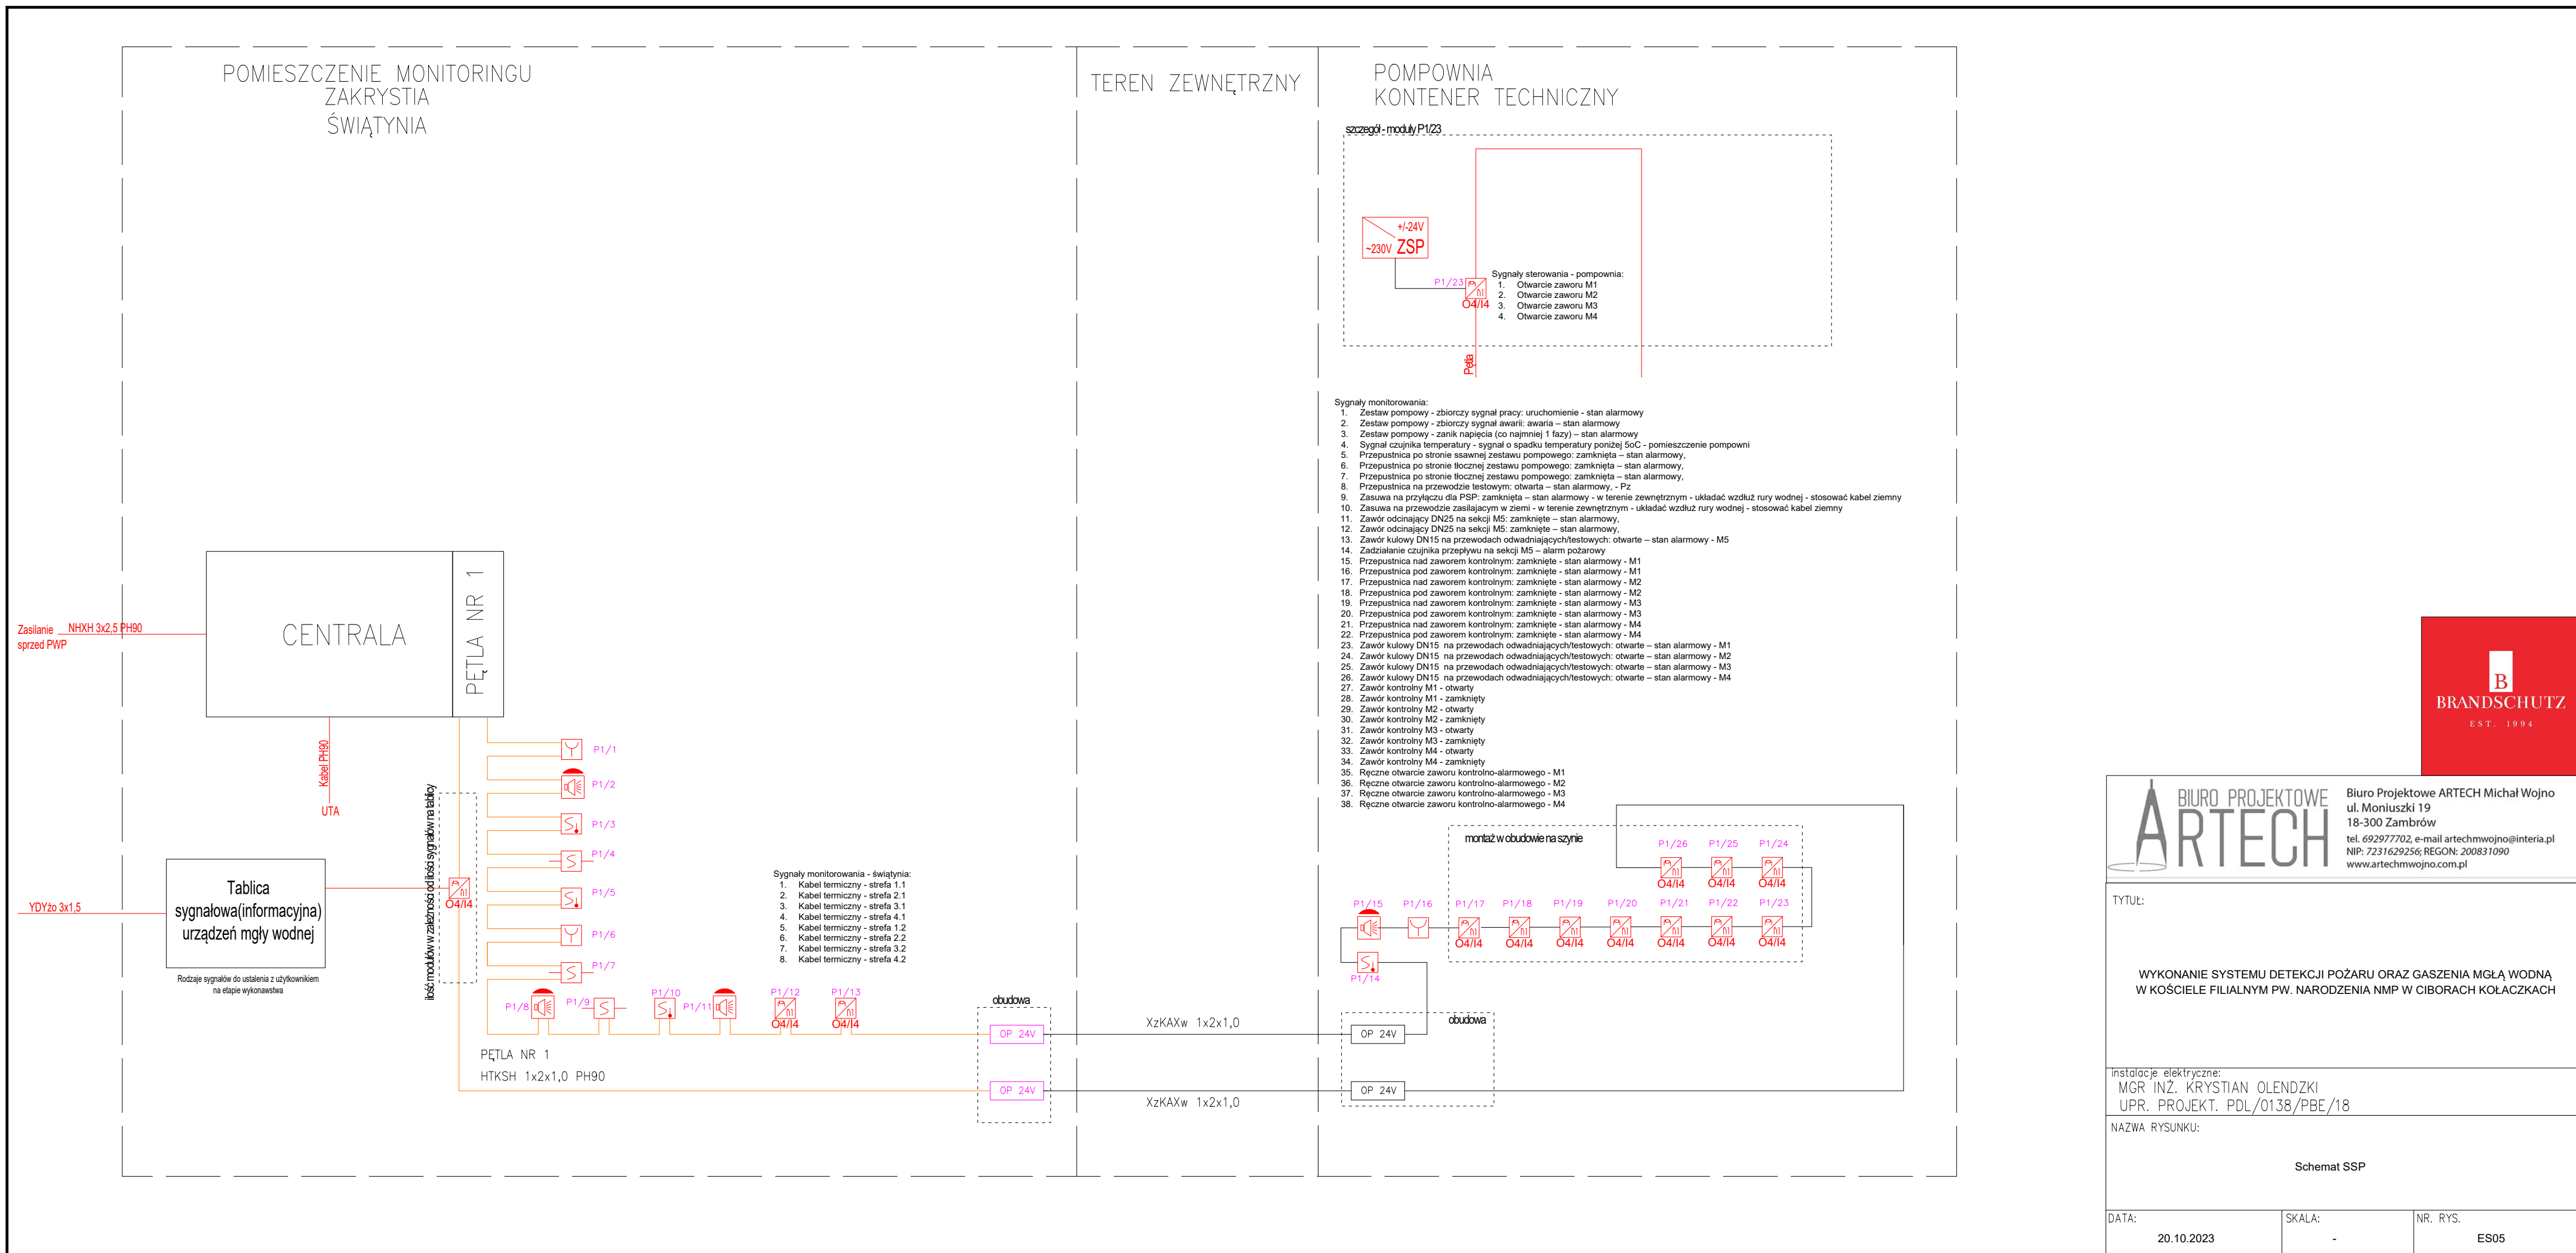 POMIESZCZENIE MONITORINGU
ZAKRYSTIA
ŚWIĄTYNIA
TEREN ZEWNĘTRZNY
POMPOWNIA
KONTENER TECHNICZNY
szczegół - moduły P1/23
+/-24V
~230V ZSP
P1/23
O4/I4
Sygnały sterowania - pompownia:
1. Otwarcie zaworu M1
2. Otwarcie zaworu M2
3. Otwarcie zaworu M3
4. Otwarcie zaworu M4
Pętla
Sygnały monitorowania:
1. Zestaw pompowy - zbiorczy sygnał pracy: uruchomienie - stan alarmowy
2. Zestaw pompowy - zbiorczy sygnał awarii: awaria – stan alarmowy
3. Zestaw pompowy - zanik napięcia (co najmniej 1 fazy) – stan alarmowy
4. Sygnał czujnika temperatury - sygnał o spadku temperatury poniżej 5oC - pomieszczenie pompowni
5. Przepustnica po stronie ssawnej zestawu pompowego: zamknięta – stan alarmowy,
6. Przepustnica po stronie tłocznej zestawu pompowego: zamknięta – stan alarmowy,
7. Przepustnica po stronie tłocznej zestawu pompowego: zamknięta – stan alarmowy,
8. Przepustnica na przewodzie testowym: otwarta – stan alarmowy, - Pz
9. Zasuwa na przyłączu dla PSP: zamknięta – stan alarmowy - w terenie zewnętrznym - układać wzdłuż rury wodnej - stosować kabel ziemny
10. Zasuwa na przewodzie zasilajacym w ziemi - w terenie zewnętrznym - układać wzdłuż rury wodnej - stosować kabel ziemny
11. Zawór odcinający DN25 na sekcji M5: zamknięte – stan alarmowy,
12. Zawór odcinający DN25 na sekcji M5: zamknięte – stan alarmowy,
13. Zawór kulowy DN15 na przewodach odwadniających/testowych: otwarte – stan alarmowy - M5
14. Zadziałanie czujnika przepływu na sekcji M5 – alarm pożarowy
15. Przepustnica nad zaworem kontrolnym: zamknięte - stan alarmowy - M1
16. Przepustnica pod zaworem kontrolnym: zamknięte - stan alarmowy - M1
17. Przepustnica nad zaworem kontrolnym: zamknięte - stan alarmowy - M2
18. Przepustnica pod zaworem kontrolnym: zamknięte - stan alarmowy - M2
19. Przepustnica nad zaworem kontrolnym: zamknięte - stan alarmowy - M3
20. Przepustnica pod zaworem kontrolnym: zamknięte - stan alarmowy - M3
21. Przepustnica nad zaworem kontrolnym: zamknięte - stan alarmowy - M4
22. Przepustnica pod zaworem kontrolnym: zamknięte - stan alarmowy - M4
23. Zawór kulowy DN15 na przewodach odwadniających/testowych: otwarte – stan alarmowy - M1
24. Zawór kulowy DN15 na przewodach odwadniających/testowych: otwarte – stan alarmowy - M2
25. Zawór kulowy DN15 na przewodach odwadniających/testowych: otwarte – stan alarmowy - M3
26. Zawór kulowy DN15 na przewodach odwadniających/testowych: otwarte – stan alarmowy - M4
27. Zawór kontrolny M1 - otwarty
28. Zawór kontrolny M1 - zamknięty
29. Zawór kontrolny M2 - otwarty
30. Zawór kontrolny M2 - zamknięty
31. Zawór kontrolny M3 - otwarty
32. Zawór kontrolny M3 - zamknięty
33. Zawór kontrolny M4 - otwarty
34. Zawór kontrolny M4 - zamknięty
35. Ręczne otwarcie zaworu kontrolno-alarmowego - M1
36. Ręczne otwarcie zaworu kontrolno-alarmowego - M2
37. Ręczne otwarcie zaworu kontrolno-alarmowego - M3
38. Ręczne otwarcie zaworu kontrolno-alarmowego - M4
CENTRALA
PĘTLA NR 1
Zasilanie
sprzed PWP
NHXH 3x2,5 PH90
Kabel PH90
UTA
ilość modułów w zależności od ilości sygnałów na tablicy
O4/I4
Tablica
sygnałowa(informacyjna)
urządzeń mgły wodnej
YDYżo 3x1,5
Rodzaje sygnałów do ustalenia z użytkownikiem
na etapie wykonawstwa
P1/1
P1/2
P1/3
P1/4
P1/5
P1/6
P1/7
P1/8
P1/9
P1/10
P1/11
P1/12
O4/I4
P1/13
O4/I4
Sygnały monitorowania - świątynia:
1. Kabel termiczny - strefa 1.1
2. Kabel termiczny - strefa 2.1
3. Kabel termiczny - strefa 3.1
4. Kabel termiczny - strefa 4.1
5. Kabel termiczny - strefa 1.2
6. Kabel termiczny - strefa 2.2
7. Kabel termiczny - strefa 3.2
8. Kabel termiczny - strefa 4.2
PĘTLA NR 1
HTKSH 1x2x1,0 PH90
obudowa
OP 24V
OP 24V
XzKAXw 1x2x1,0
XzKAXw 1x2x1,0
obudowa
OP 24V
OP 24V
montaż w obudowie na szynie
P1/26 P1/25 P1/24
O4/I4 O4/I4 O4/I4
P1/15 P1/16 P1/17 P1/18 P1/19 P1/20 P1/21 P1/22 P1/23
O4/I4 O4/I4 O4/I4 O4/I4 O4/I4 O4/I4 O4/I4
P1/14
B
BRANDSCHUTZ
EST. 1994
BIURO PROJEKTOWE
ARTECH
Biuro Projektowe ARTECH Michał Wojno
ul. Moniuszki 19
18-300 Zambrów
tel. 692977702, e-mail artechmwojno@interia.pl
NIP: 7231629256; REGON: 200831090
www.artechmwojno.com.pl
TYTUŁ:
WYKONANIE SYSTEMU DETEKCJI POŻARU ORAZ GASZENIA MGŁĄ WODNĄ
W KOŚCIELE FILIALNYM PW. NARODZENIA NMP W CIBORACH KOŁACZKACH
instalacje elektryczne:
MGR INŻ. KRYSTIAN OLENDZKI
UPR. PROJEKT. PDL/0138/PBE/18
NAZWA RYSUNKU:
Schemat SSP
DATA:
20.10.2023
SKALA:
-
NR. RYS.
ES05